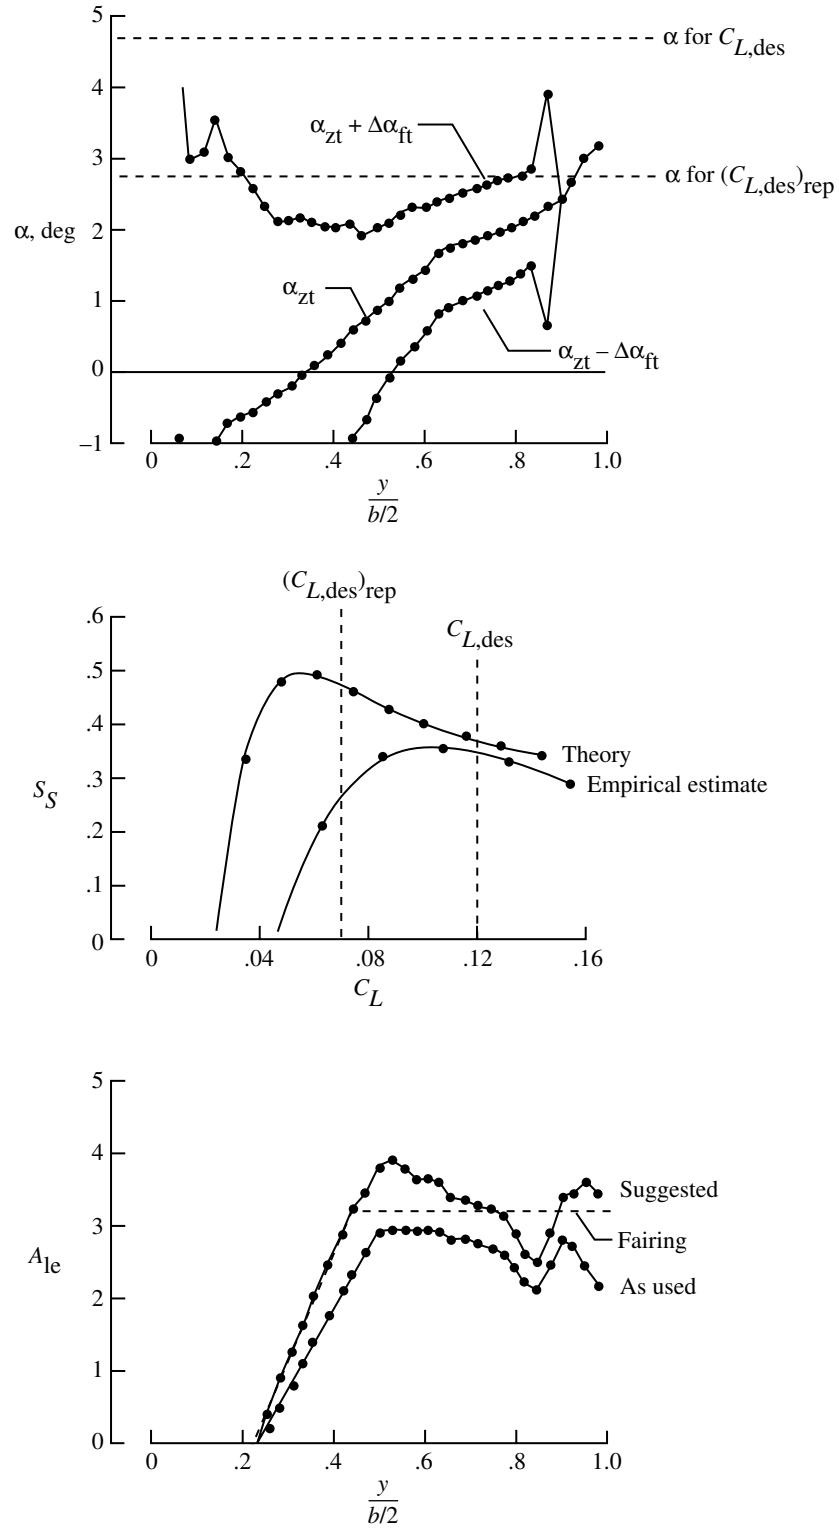 5
α for C_L,des
4
α_zt + Δα_ft
3
α for (C_L,des)_rep
α, deg
2
α_zt
1
α_zt – Δα_ft
0
–1
0 .2 .4 .6 .8 1.0
y
b/2
(C_L,des)_rep
.6
C_L,des
.5
.4
Theory
S_S
.3
Empirical estimate
.2
.1
0
0 .04 .08 .12 .16
C_L
5
4
Suggested
3
Fairing
A_le
As used
2
1
0
0 .2 .4 .6 .8 1.0
y
b/2